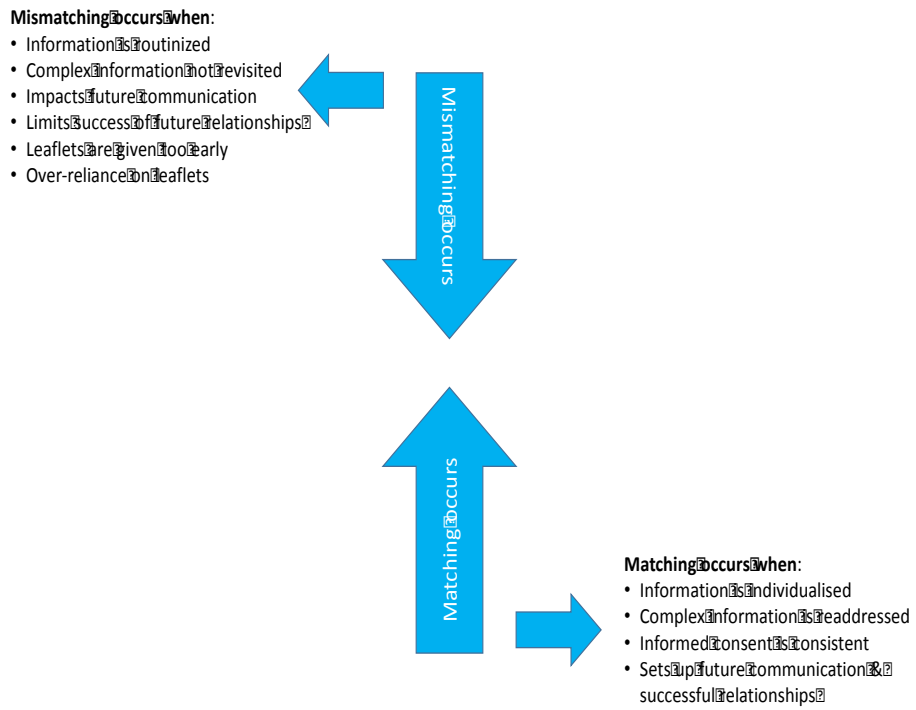 Mismatching occurs when:
• Information is routinized
• Complex information not revisited
• Impacts future communication
• Limits success of future relationships
• Leaflets are given too early
• Over-reliance on leaflets
Mismatching occurs
Matching occurs
Matching occurs when:
• Information is individualised
• Complex information is readdressed
• Informed consent is consistent
• Sets up future communication &
successful relationships